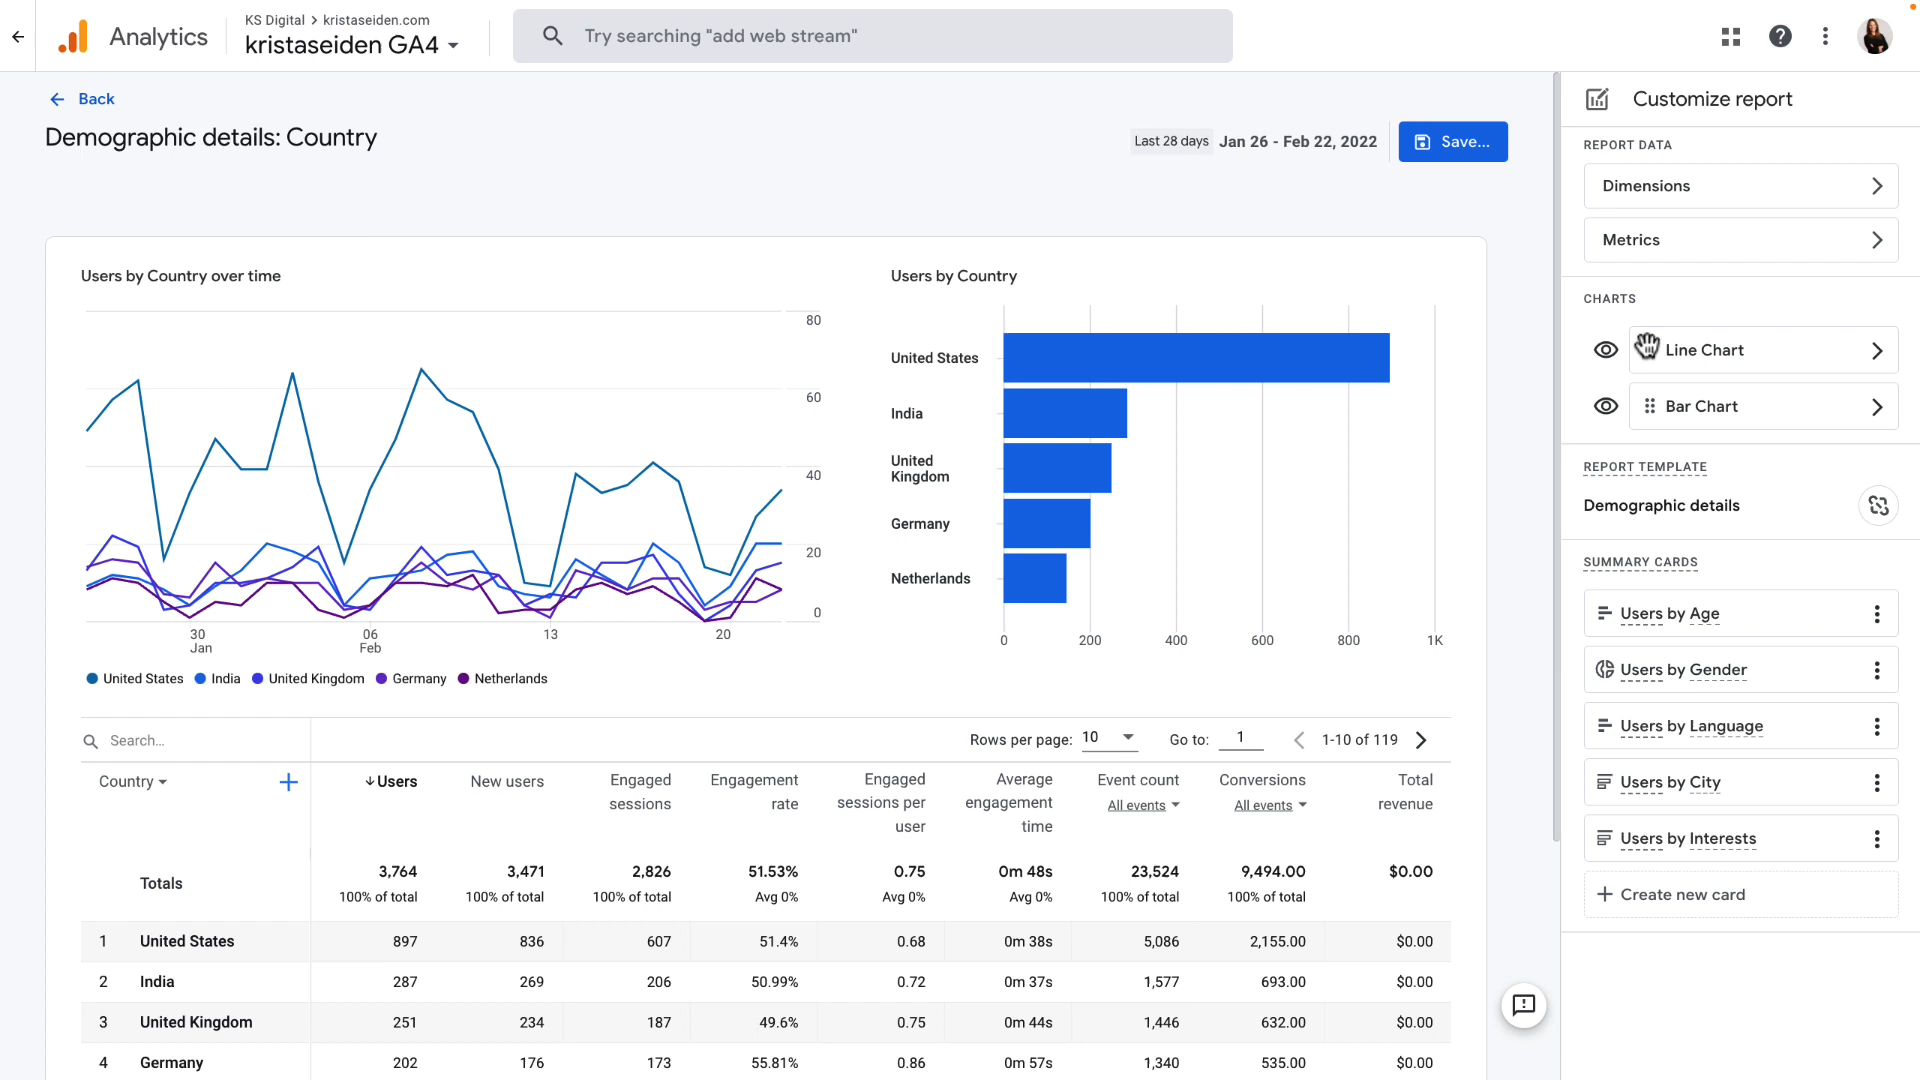 Analytics
KS Digital > kristaseiden.com
kristaseiden GA4
Try searching "add web stream"
Back
Demographic details: Country
Last 28 days Jan 26 - Feb 22, 2022
Save...
Users by Country over time
80
60
40
20
0
30 Jan
06 Feb
13
20
United States India United Kingdom Germany Netherlands
Users by Country
United States
India
United Kingdom
Germany
Netherlands
0 200 400 600 800 1K
Search...
Rows per page: 10 Go to: 1 1-10 of 119
Country Users New users Engaged sessions Engagement rate Engaged sessions per user Average engagement time Event count All events Conversions All events Total revenue
Totals 3,764 3,471 2,826 51.53% 0.75 0m 48s 23,524 9,494.00 $0.00
100% of total 100% of total 100% of total Avg 0% Avg 0% Avg 0% 100% of total 100% of total
1 United States 897 836 607 51.4% 0.68 0m 38s 5,086 2,155.00 $0.00
2 India 287 269 206 50.99% 0.72 0m 37s 1,577 693.00 $0.00
3 United Kingdom 251 234 187 49.6% 0.75 0m 44s 1,446 632.00 $0.00
4 Germany 202 176 173 55.81% 0.86 0m 57s 1,340 535.00 $0.00
Customize report
REPORT DATA
Dimensions
Metrics
CHARTS
Line Chart
Bar Chart
REPORT TEMPLATE
Demographic details
SUMMARY CARDS
Users by Age
Users by Gender
Users by Language
Users by City
Users by Interests
+ Create new card